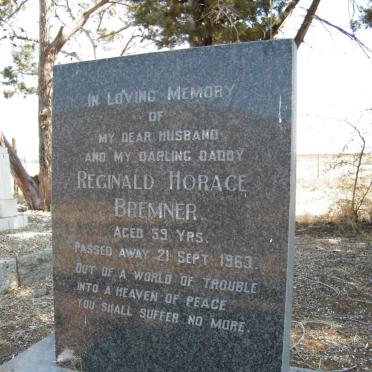 In Loving Memory
of
my dear husband
and my darling daddy
Reginald Horace
Bremner.
aged 59 yrs.
Passed away 21 Sept. 1963.
Out of a world of trouble
into a heaven of peace
you shall suffer no more.